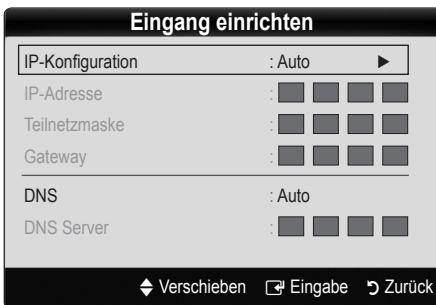 Eingang einrichten
IP-Konfiguration : Auto ►
IP-Adresse :
Teilnetzmaske :
Gateway :
DNS : Auto
DNS Server :
Verschieben Eingabe Zurück